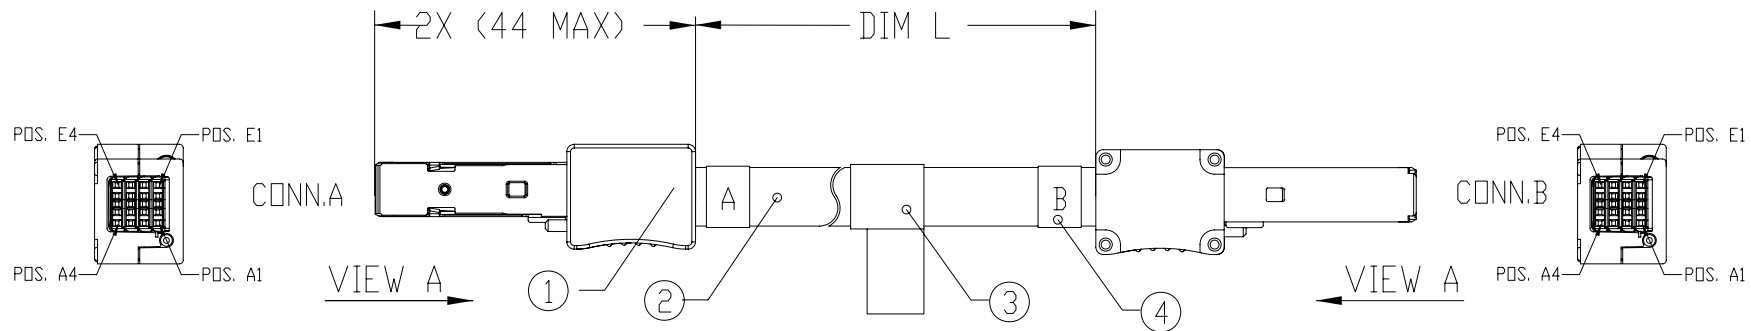 2X (44 MAX)
DIM L
POS. E4
POS. E1
POS. E4
POS. E1
CONN.A
A
B
CONN.B
POS. A4
POS. A1
VIEW A
1
2
3
4
VIEW A
POS. A4
POS. A1